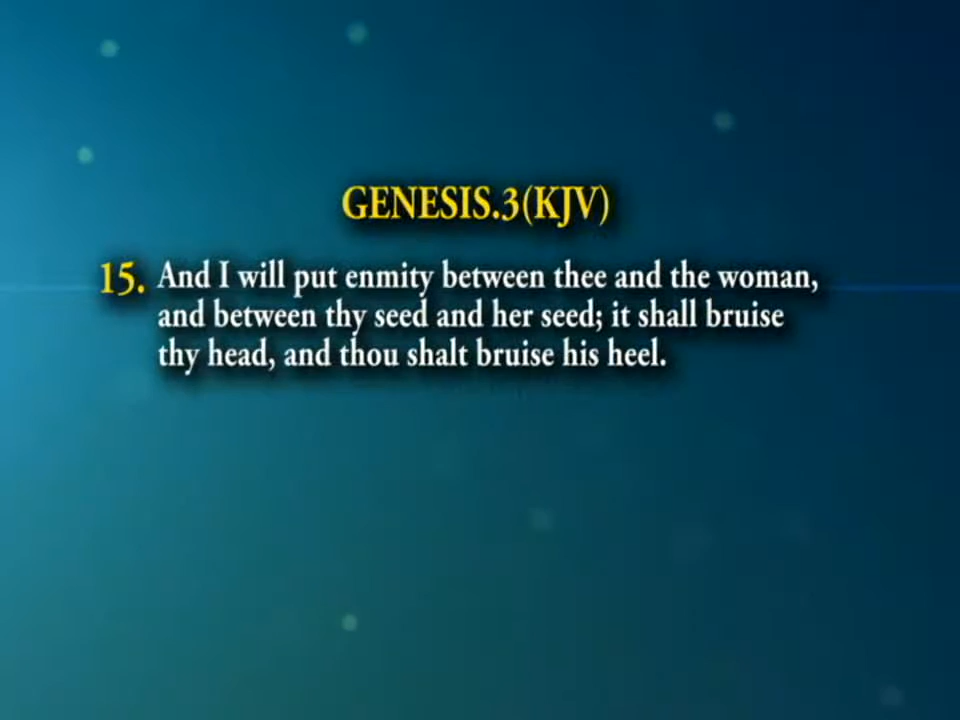 GENESIS.3(KJV)
15. And I will put enmity between thee and the woman,
and between thy seed and her seed; it shall bruise
thy head, and thou shalt bruise his heel.